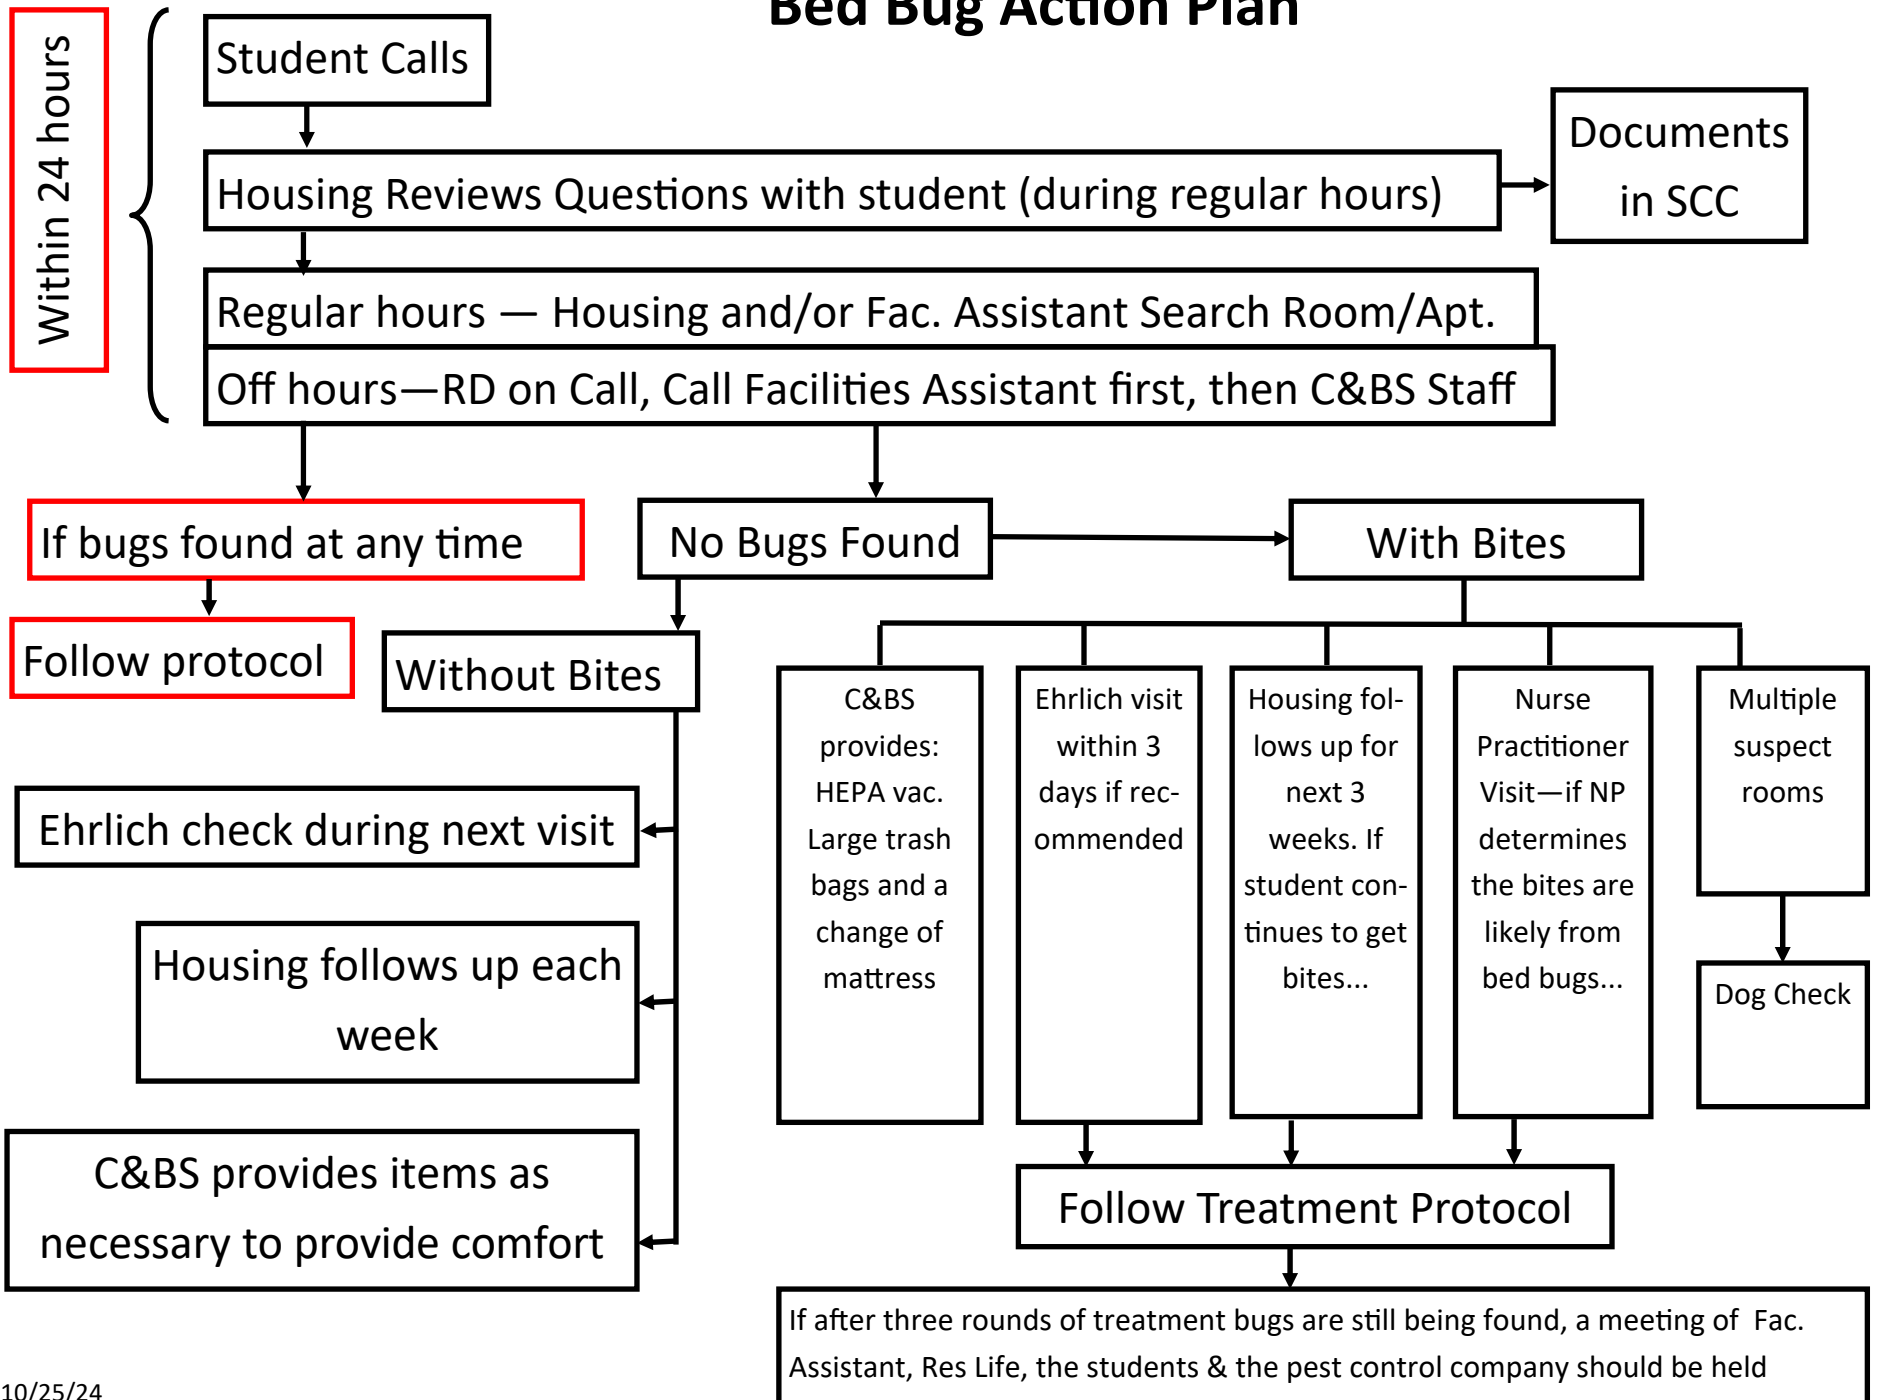 Bed Bug Action Plan
Within 24 hours
Student Calls
Housing Reviews Questions with student (during regular hours)
Documents
in SCC
Regular hours — Housing and/or Fac. Assistant Search Room/Apt.
Off hours—RD on Call, Call Facilities Assistant first, then C&BS Staff
If bugs found at any time
Follow protocol
No Bugs Found
With Bites
Without Bites
Ehrlich check during next visit
Housing follows up each
week
C&BS provides items as
necessary to provide comfort
C&BS
provides:
HEPA vac.
Large trash
bags and a
change of
mattress
Ehrlich visit
within 3
days if rec-
ommended
Housing fol-
lows up for
next 3
weeks. If
student con-
tinues to get
bites...
Nurse
Practitioner
Visit—if NP
determines
the bites are
likely from
bed bugs...
Multiple
suspect
rooms
Dog Check
Follow Treatment Protocol
If after three rounds of treatment bugs are still being found, a meeting of Fac.
Assistant, Res Life, the students & the pest control company should be held
10/25/24